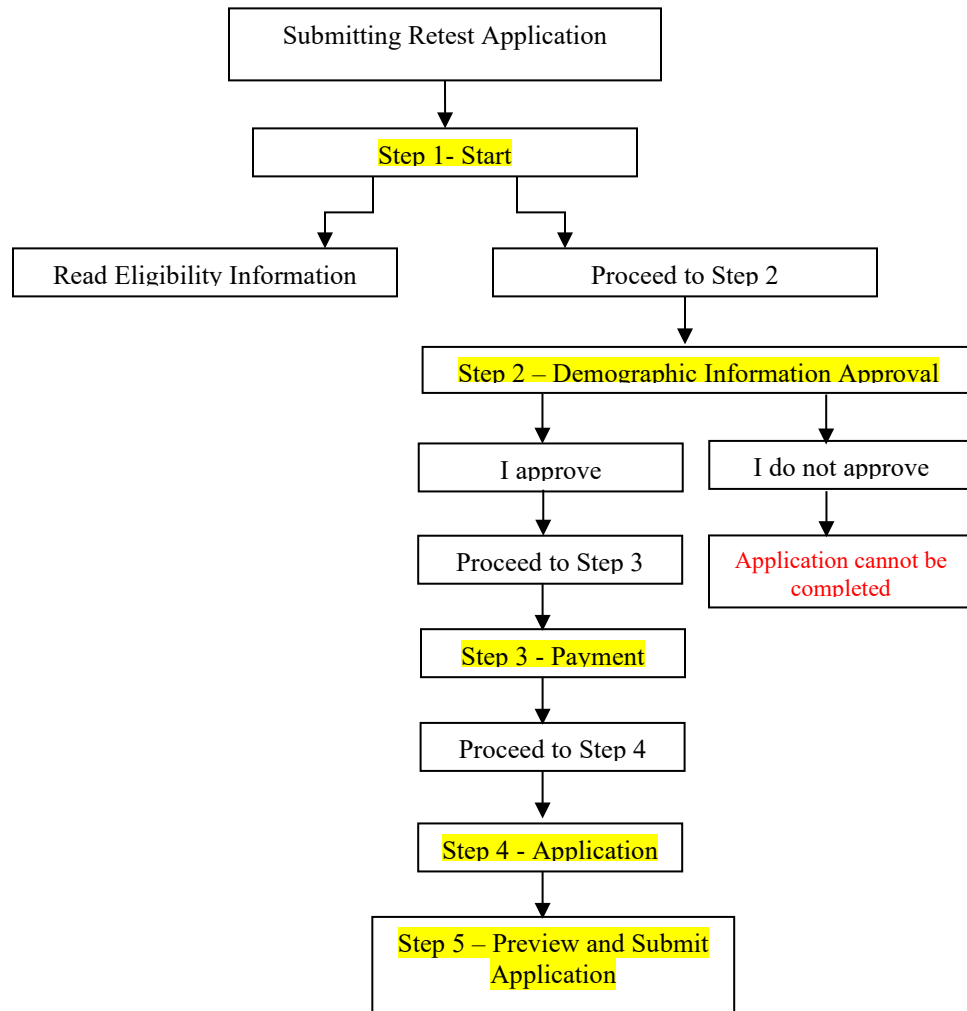 Submitting Retest Application
Step 1- Start
Read Eligibility Information
Proceed to Step 2
Step 2 – Demographic Information Approval
I approve
I do not approve
Proceed to Step 3
Application cannot be
completed
Step 3 - Payment
Proceed to Step 4
Step 4 - Application
Step 5 – Preview and Submit
Application